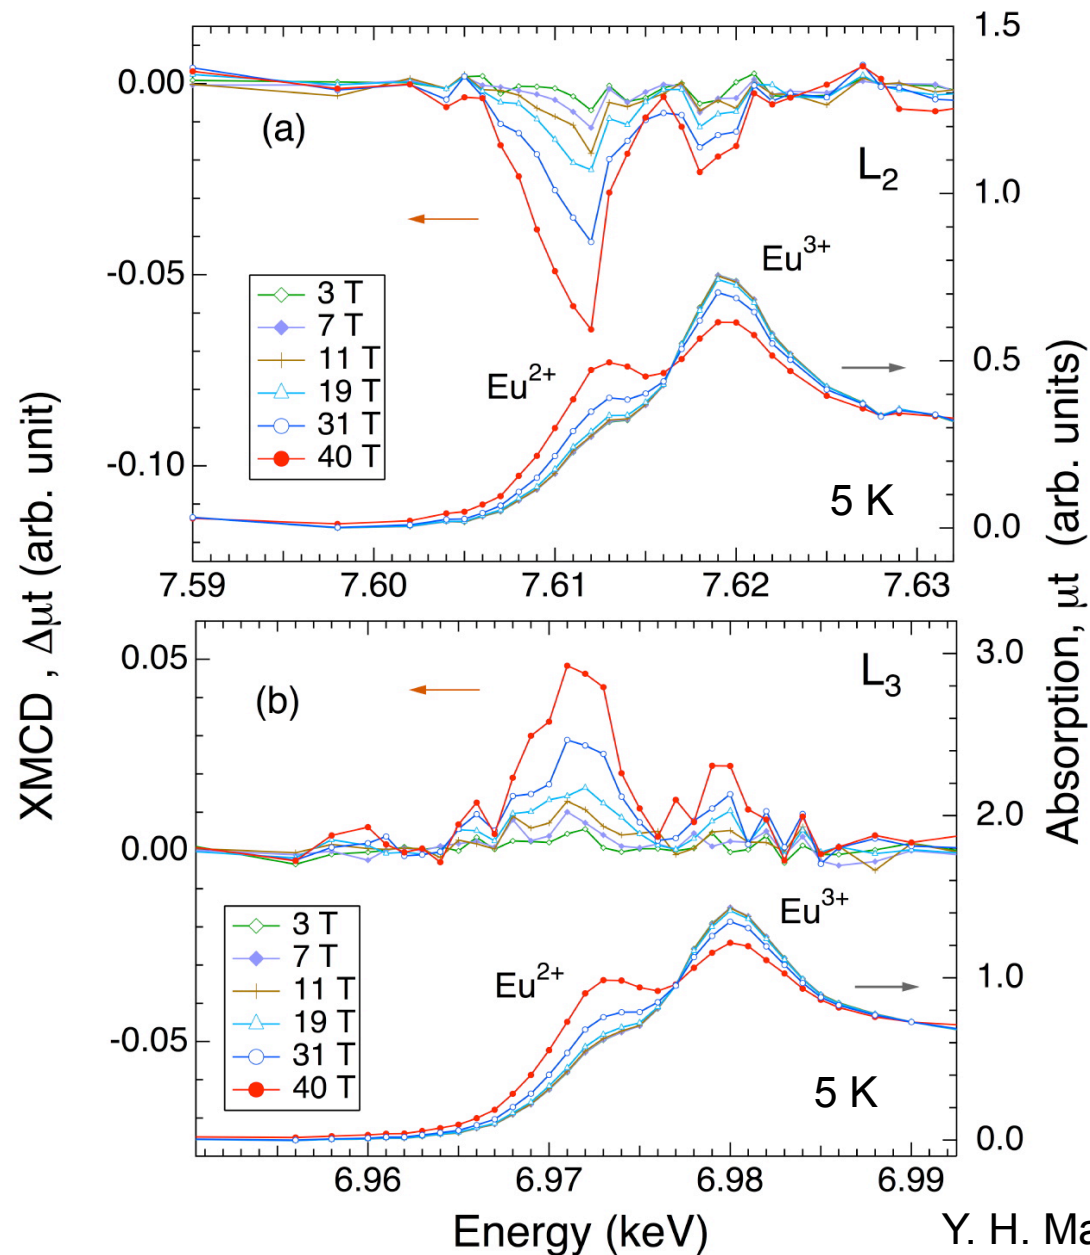 1.5
0.00
(a)
L2
1.0
Eu3+
-0.05
3 T
7 T
11 T
19 T
31 T
40 T
Eu2+
0.5
-0.10
5 K
0.0
7.59
7.60
7.61
7.62
7.63
XMCD , Δμt (arb. unit)
Absorption, μt (arb. units)
0.05
3.0
(b)
L3
2.0
0.00
Eu3+
3 T
7 T
11 T
19 T
31 T
40 T
Eu2+
1.0
-0.05
5 K
0.0
6.96
6.97
6.98
6.99
Energy (keV)
Y. H. Ma